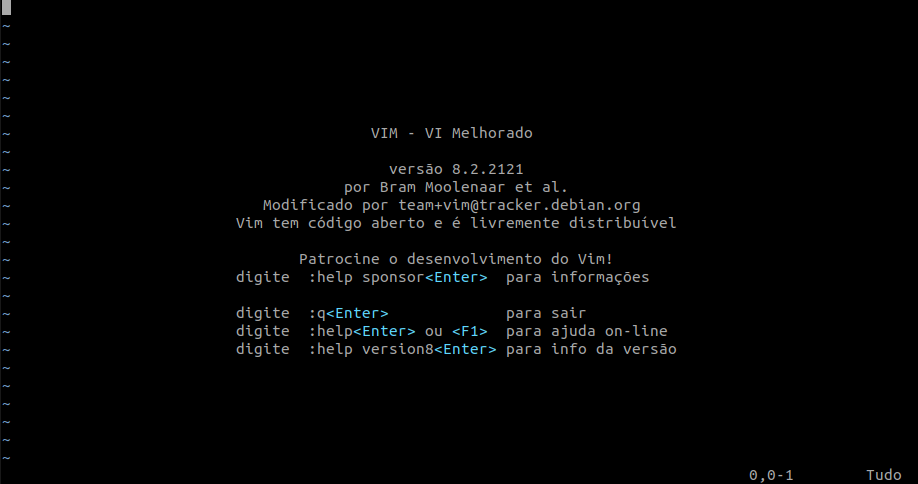 ~
~
~
~
~
~
~ VIM - VI Melhorado
~
~ versão 8.2.2121
~ por Bram Moolenaar et al.
~ Modificado por team+vim@tracker.debian.org
~ Vim tem código aberto e é livremente distribuível
~
~ Patrocine o desenvolvimento do Vim!
~ digite :help sponsor<Enter> para informações
~
~ digite :q<Enter> para sair
~ digite :help<Enter> ou <F1> para ajuda on-line
~ digite :help version8<Enter> para info da versão
~
~
~
~
~
~
0,0-1 Tudo